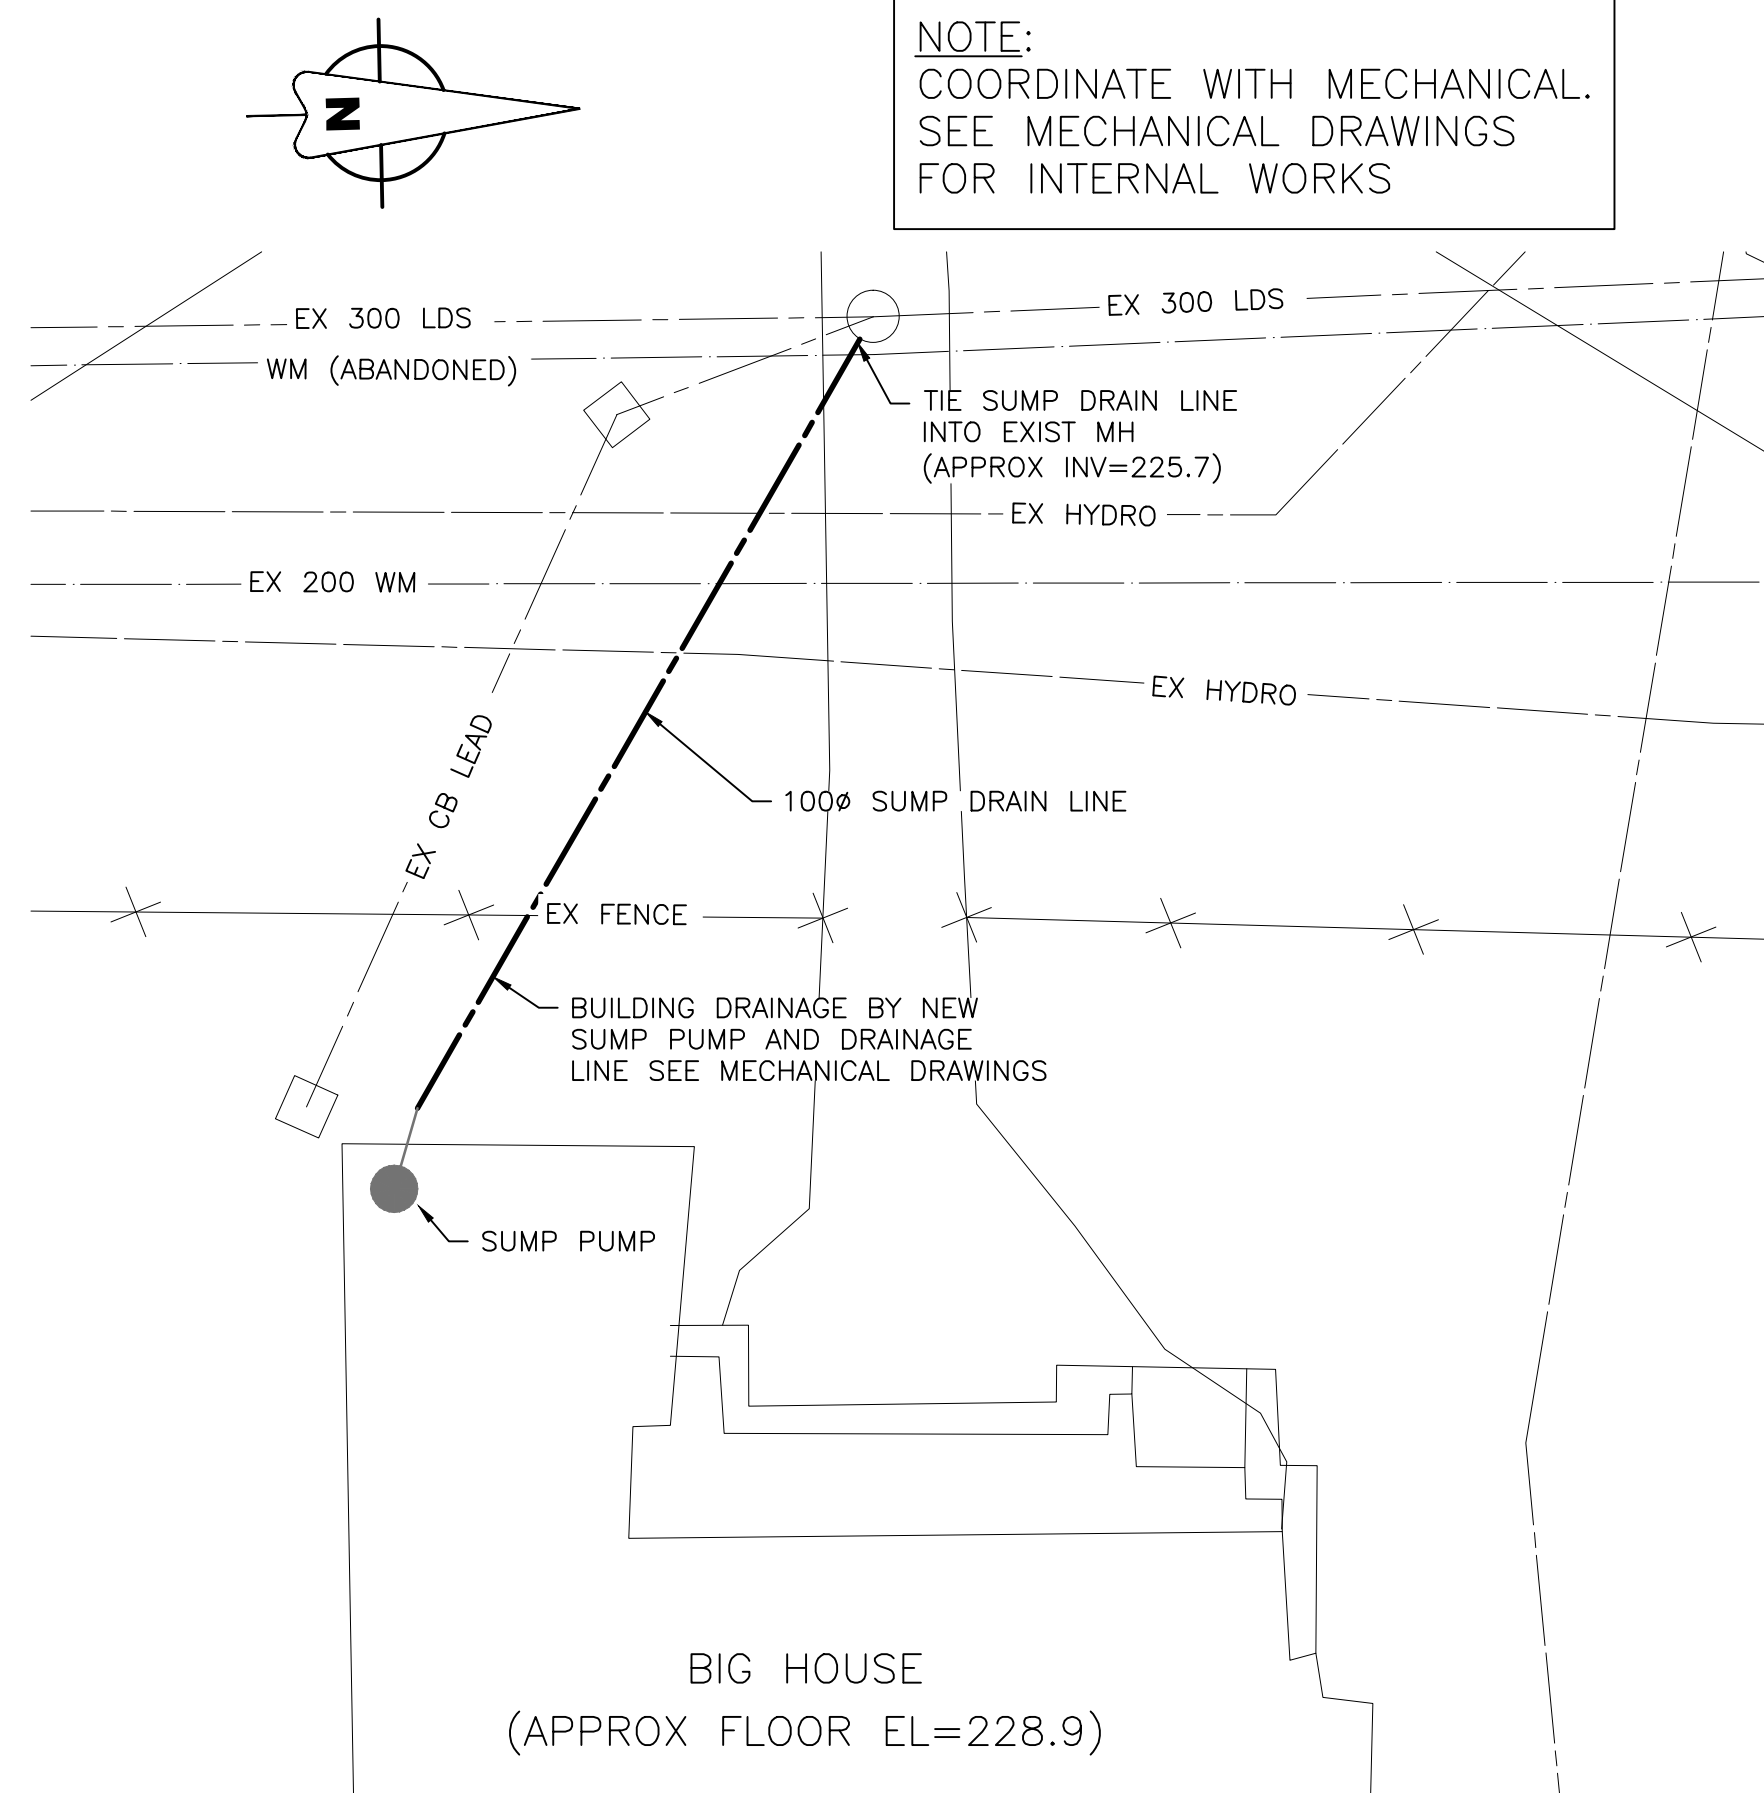 N
NOTE:
COORDINATE WITH MECHANICAL.
SEE MECHANICAL DRAWINGS
FOR INTERNAL WORKS
EX 300 LDS
EX 300 LDS
WM (ABANDONED)
TIE SUMP DRAIN LINE
INTO EXIST MH
(APPROX INV=225.7)
EX HYDRO
EX 200 WM
EX HYDRO
EX CB LEAD
100ø SUMP DRAIN LINE
EX FENCE
BUILDING DRAINAGE BY NEW
SUMP PUMP AND DRAINAGE
LINE SEE MECHANICAL DRAWINGS
SUMP PUMP
BIG HOUSE
(APPROX FLOOR EL=228.9)